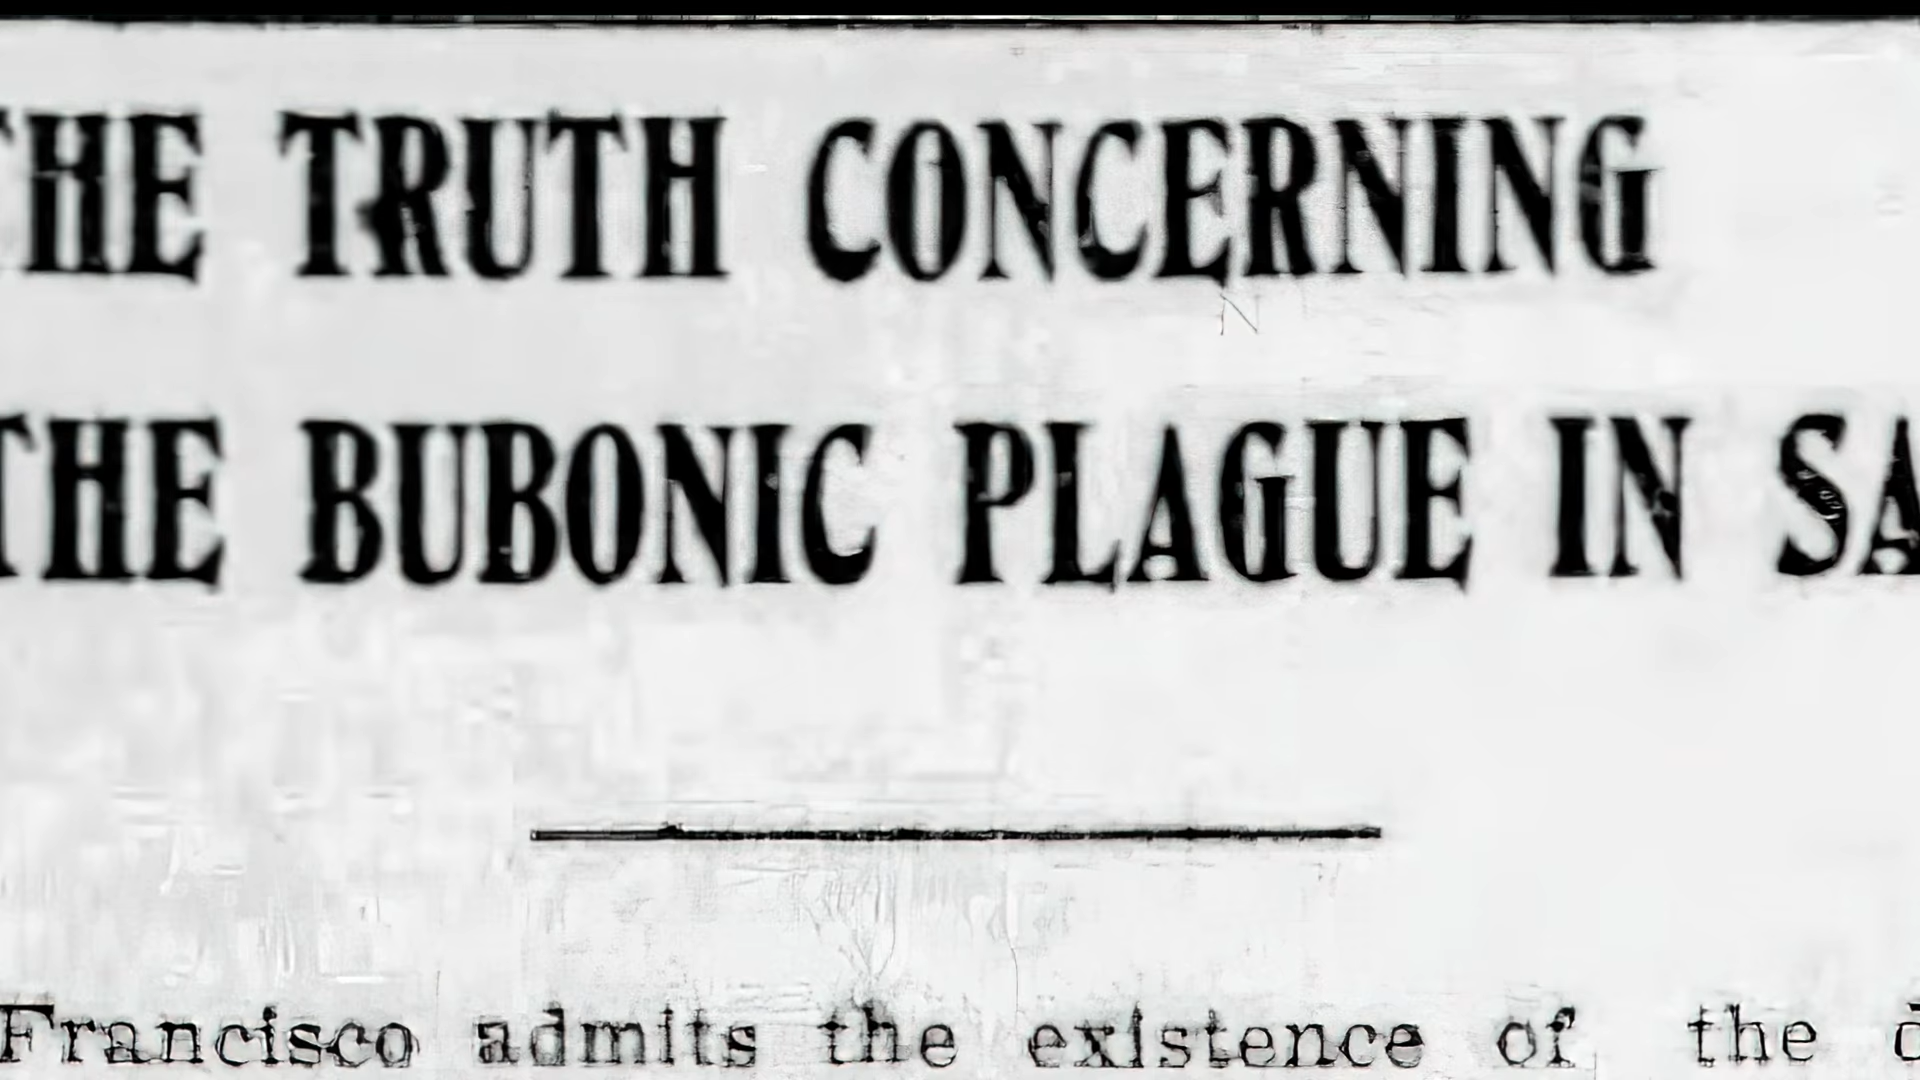 THE TRUTH CONCERNING
THE BUBONIC PLAGUE IN SA
Francisco admits the existence of the d